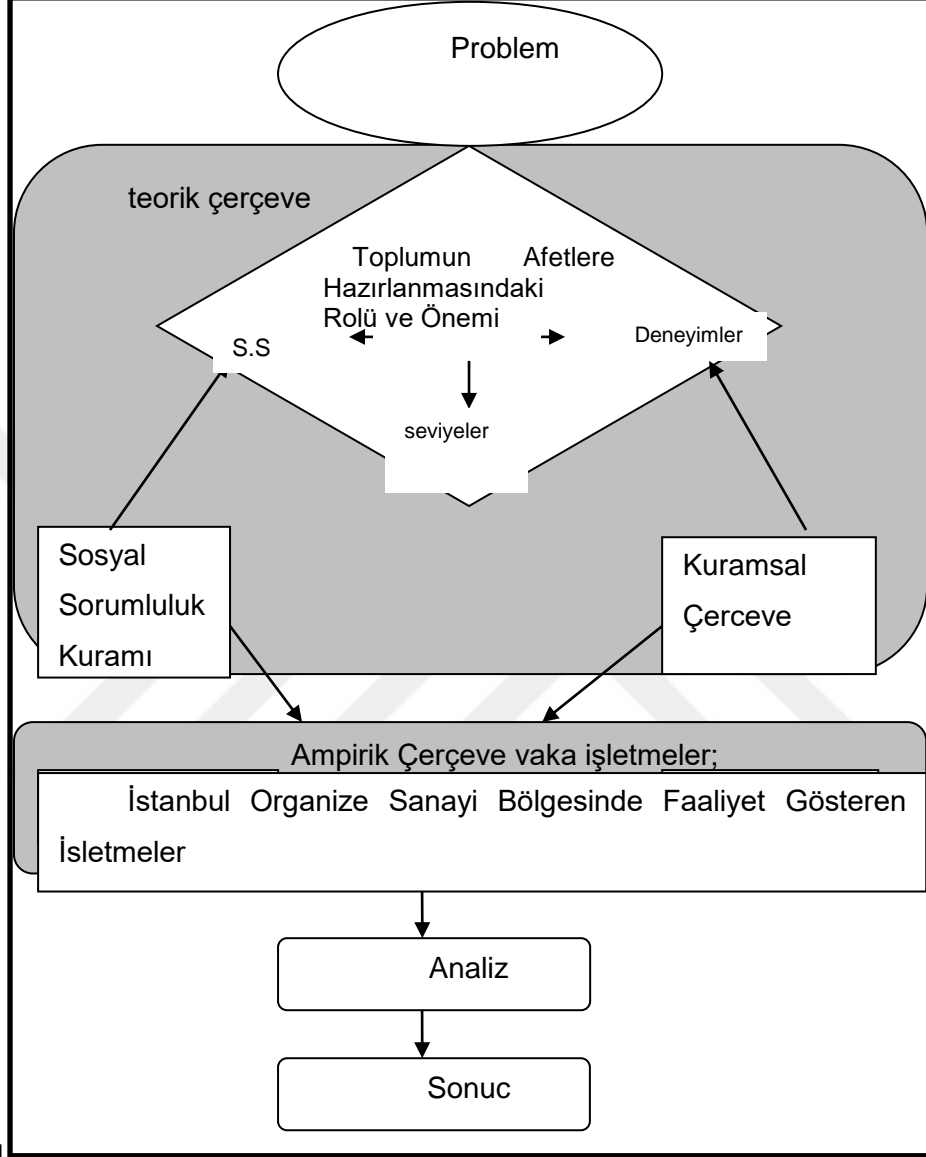 Problem
teorik çerçeve
Toplumun Afetlere
Hazırlanmasındaki
Rolü ve Önemi
S.S
Deneyimler
seviyeler
Sosyal
Sorumluluk
Kuramı
Kuramsal
Çerceve
Ampirik Çerçeve vaka işletmeler;
İstanbul Organize Sanayi Bölgesinde Faaliyet Gösteren
İsletmeler
Analiz
Sonuc